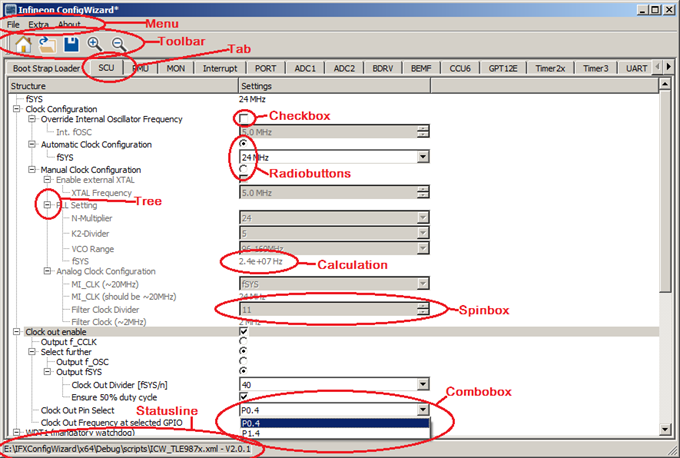 Infineon ConfigWizard*
File Extra About
Menu
Toolbar
Tab
Boot Strap Loader SCU PMU MON Interrupt PORT ADC1 ADC2 BDRV BEMF CCU6 GPT12E Timer2x Timer3 UART
Structure Settings
fSYS 24 MHz
Clock Configuration
Override Internal Oscillator Frequency
Checkbox
Int. fOSC 5.0 MHz
Automatic Clock Configuration
fSYS 24 MHz
Manual Clock Configuration
Radiobuttons
Enable external XTAL
XTAL Frequency 5.0 MHz
Tree
PLL Setting
N-Multiplier 24
K2-Divider 5
VCO Range 96-160MHz
fSYS 2.4e+07 Hz
Calculation
Analog Clock Configuration
MI_CLK (~20MHz) fSYS
MI_CLK (should be ~20MHz) 24 MHz
Filter Clock Divider 11
Spinbox
Filter Clock (~2MHz) 2 MHz
Clock out enable
Output f_CCLK
Select further
Output f_OSC
Output fSYS
Clock Out Divider [fSYS/n] 40
Ensure 50% duty cycle
Combobox
Clock Out Pin Select P0.4
Statusline
Clock Out Frequency at selected GPIO P0.4
WDT1 (mandatory watchdog) P1.4
E:\IFXConfigWizard\x64\Debug\scripts\ICW_TLE987x.xml - V2.0.1